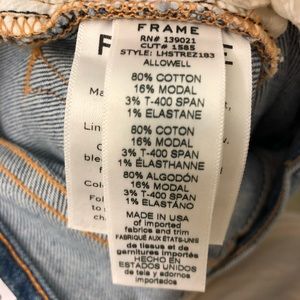 FRAME
RN# 139021
CUT# 1585
STYLE: LHSTREZ183
ALLOWELL
80% COTTON
16% MODAL
3% T-400 SPAN
1% ELASTANE
80% COTON
16% MODAL
3% T-400 SPAN
1% ÉLASTHANNE
80% ALGODÓN
16% MODAL
3% T-400 SPAN
1% ELASTÁNO
MADE IN USA
of imported
fabrics and trim
FABRIQUÉ AUX ÉTATS-UNIS
de tissus et de
garnitures importés
HECHO EN
ESTADOS UNIDOS
de tela y adornos
importados